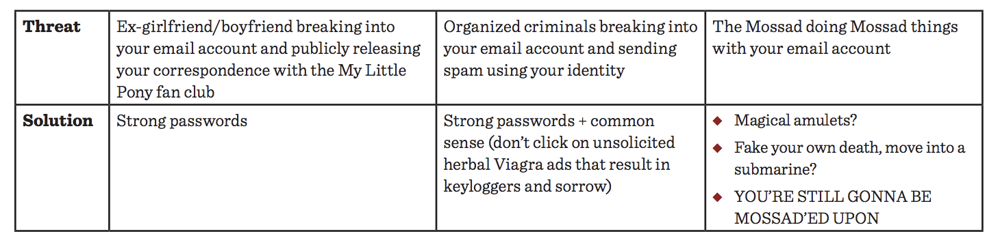 Threat
Ex-girlfriend/boyfriend breaking into
your email account and publicly releasing
your correspondence with the My Little
Pony fan club
Organized criminals breaking into
your email account and sending
spam using your identity
The Mossad doing Mossad things
with your email account
Solution
Strong passwords
Strong passwords + common
sense (don’t click on unsolicited
herbal Viagra ads that result in
keyloggers and sorrow)
◆ Magical amulets?
◆ Fake your own death, move into a
submarine?
◆ YOU’RE STILL GONNA BE
MOSSAD’ED UPON